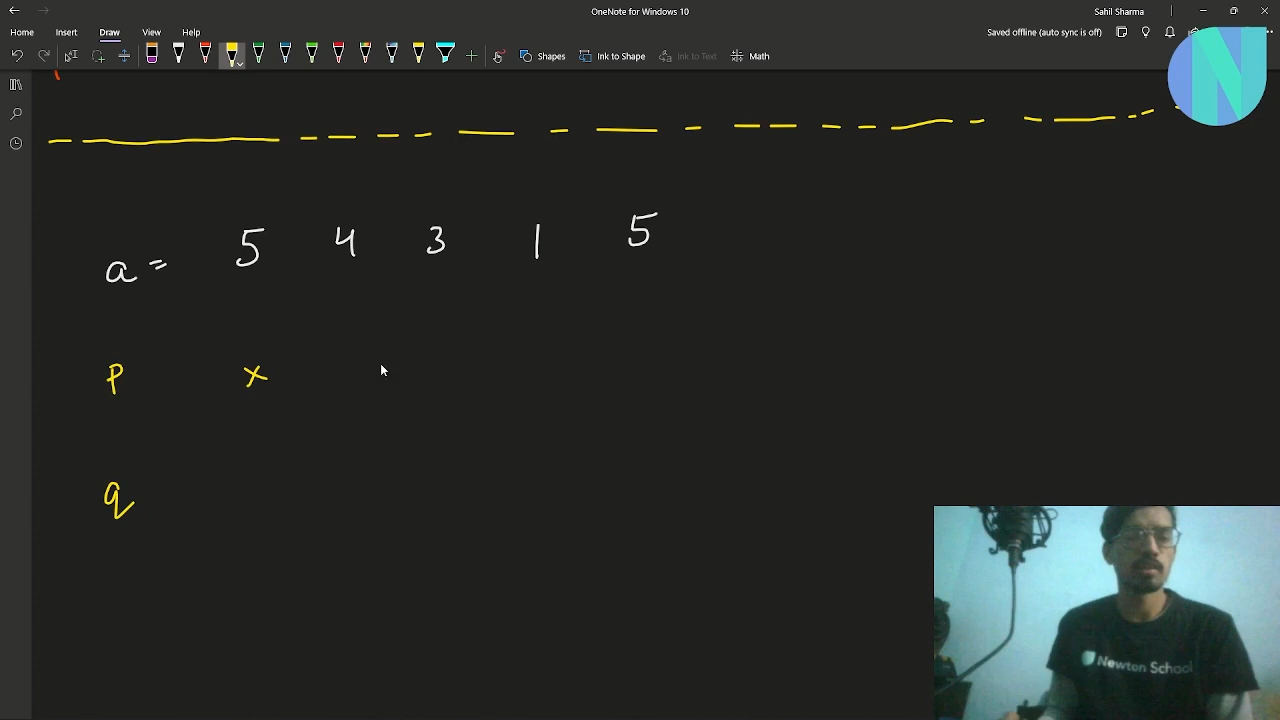 OneNote for Windows 10
Sahil Sharma
Home Insert Draw View Help
Saved offline (auto sync is off)
Shapes Ink to Shape Ink to Text Math
a = 5 4 3 1 5
p x
q
Newton School